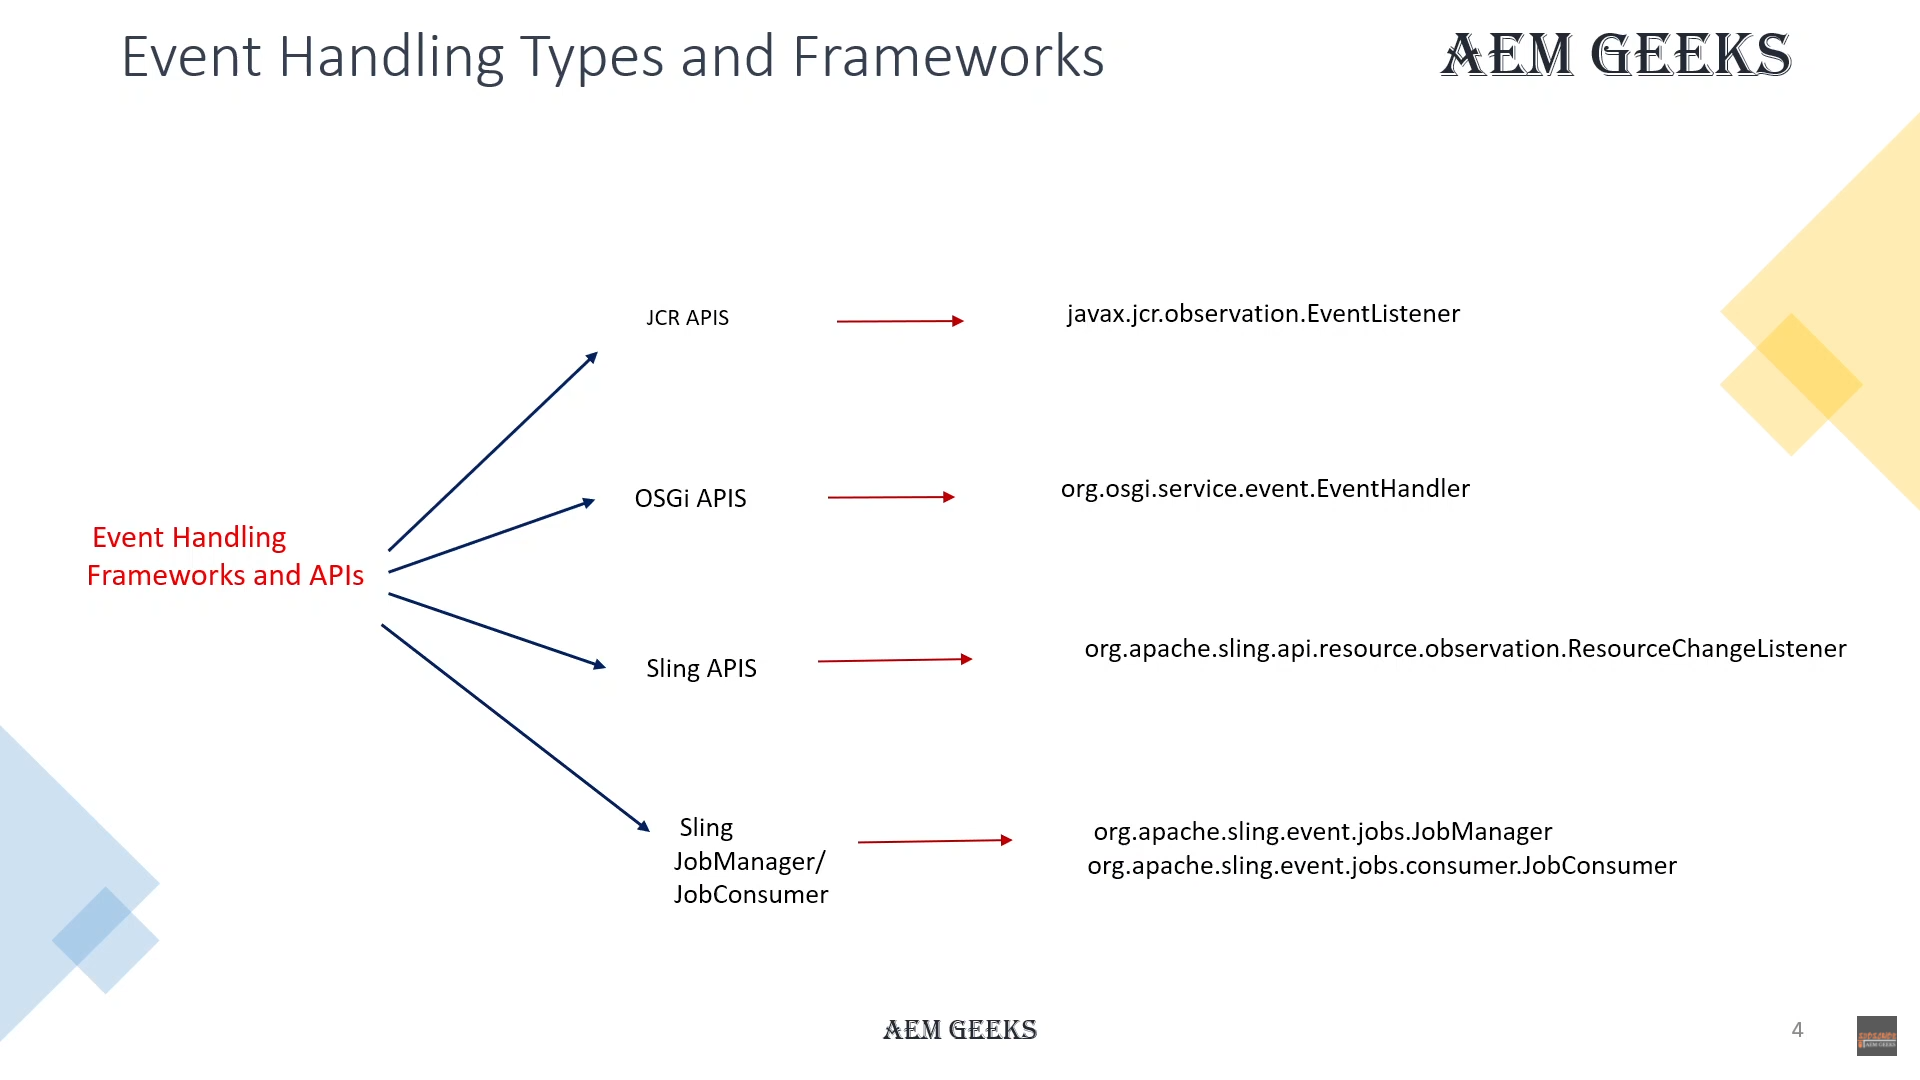 Event Handling Types and Frameworks
AEM GEEKS
JCR APIS
javax.jcr.observation.EventListener
OSGi APIS
org.osgi.service.event.EventHandler
Event Handling
Frameworks and APIs
Sling APIS
org.apache.sling.api.resource.observation.ResourceChangeListener
Sling
JobManager/
JobConsumer
org.apache.sling.event.jobs.JobManager
org.apache.sling.event.jobs.consumer.JobConsumer
AEM GEEKS
4
AEM GEEKS